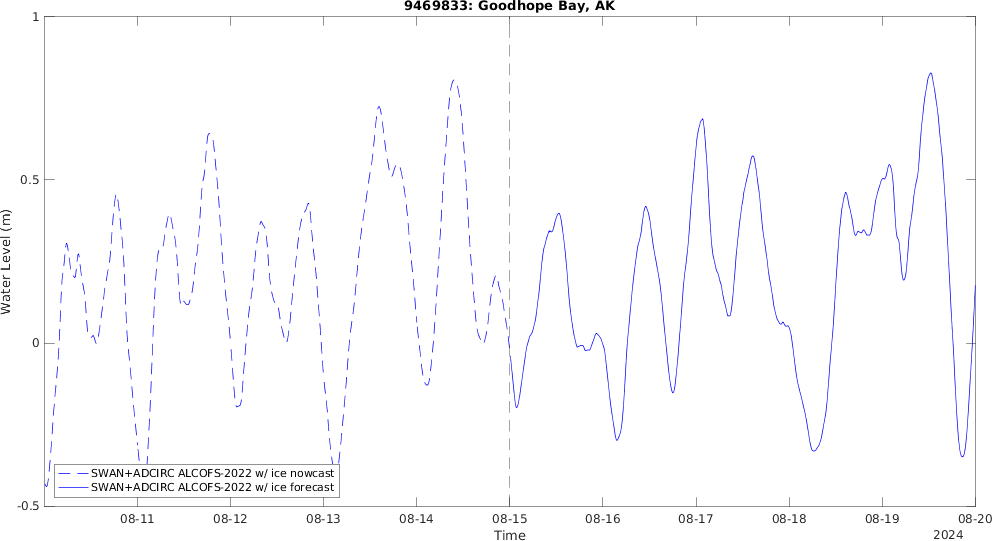 9469833: Goodhope Bay, AK
1
0.5
0
-0.5
Water Level (m)
SWAN+ADCIRC ALCOFS-2022 w/ ice nowcast
SWAN+ADCIRC ALCOFS-2022 w/ ice forecast
08-11 08-12 08-13 08-14 08-15 08-16 08-17 08-18 08-19 08-20
Time
2024